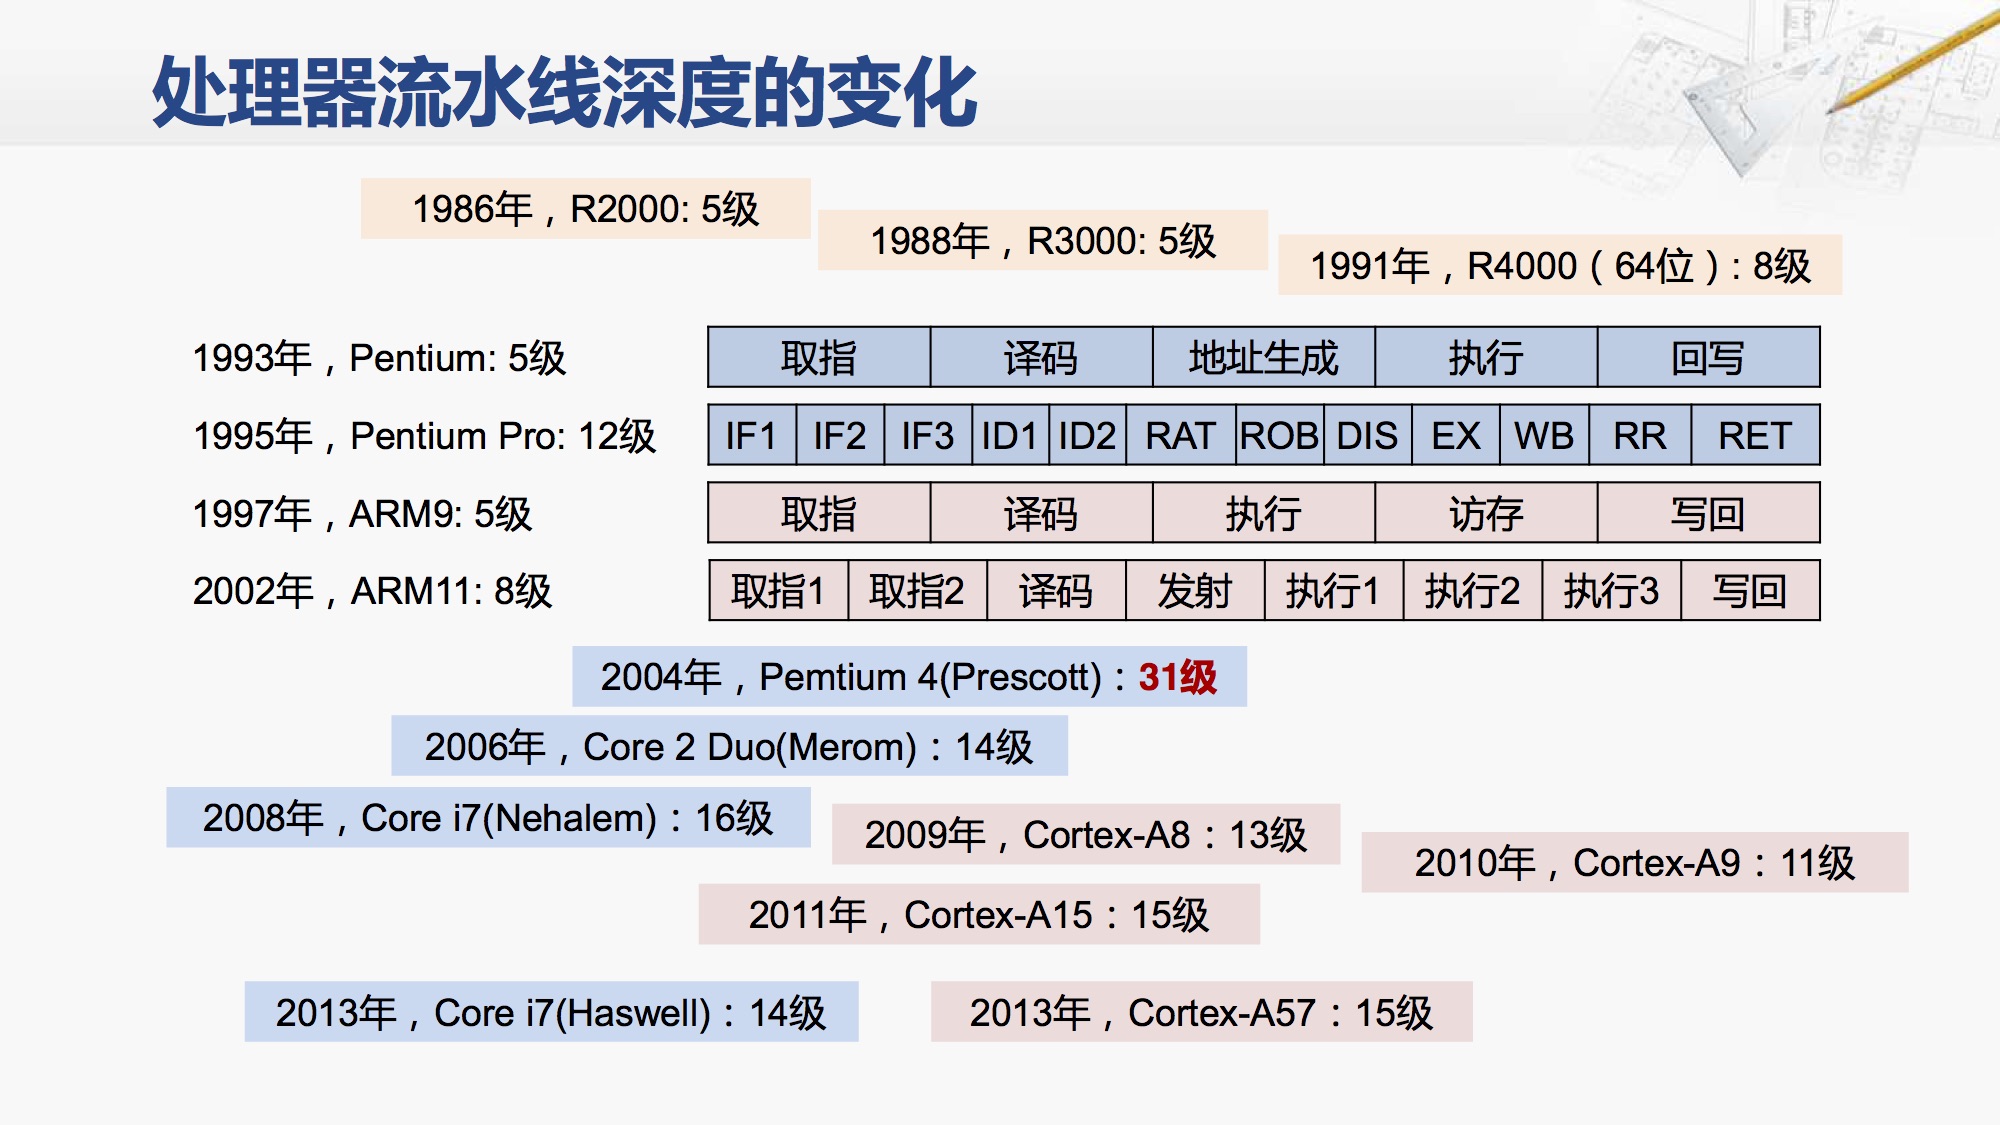 处理器流水线深度的变化
1986年，R2000: 5级
1988年，R3000: 5级
1991年，R4000（64位）: 8级
1993年，Pentium: 5级 取指 译码 地址生成 执行 回写
1995年，Pentium Pro: 12级 IF1 IF2 IF3 ID1 ID2 RAT ROB DIS EX WB RR RET
1997年，ARM9: 5级 取指 译码 执行 访存 写回
2002年，ARM11: 8级 取指1 取指2 译码 发射 执行1 执行2 执行3 写回
2004年，Pemtium 4(Prescott)：31级
2006年，Core 2 Duo(Merom)：14级
2008年，Core i7(Nehalem)：16级
2009年，Cortex-A8：13级
2010年，Cortex-A9：11级
2011年，Cortex-A15：15级
2013年，Core i7(Haswell)：14级
2013年，Cortex-A57：15级